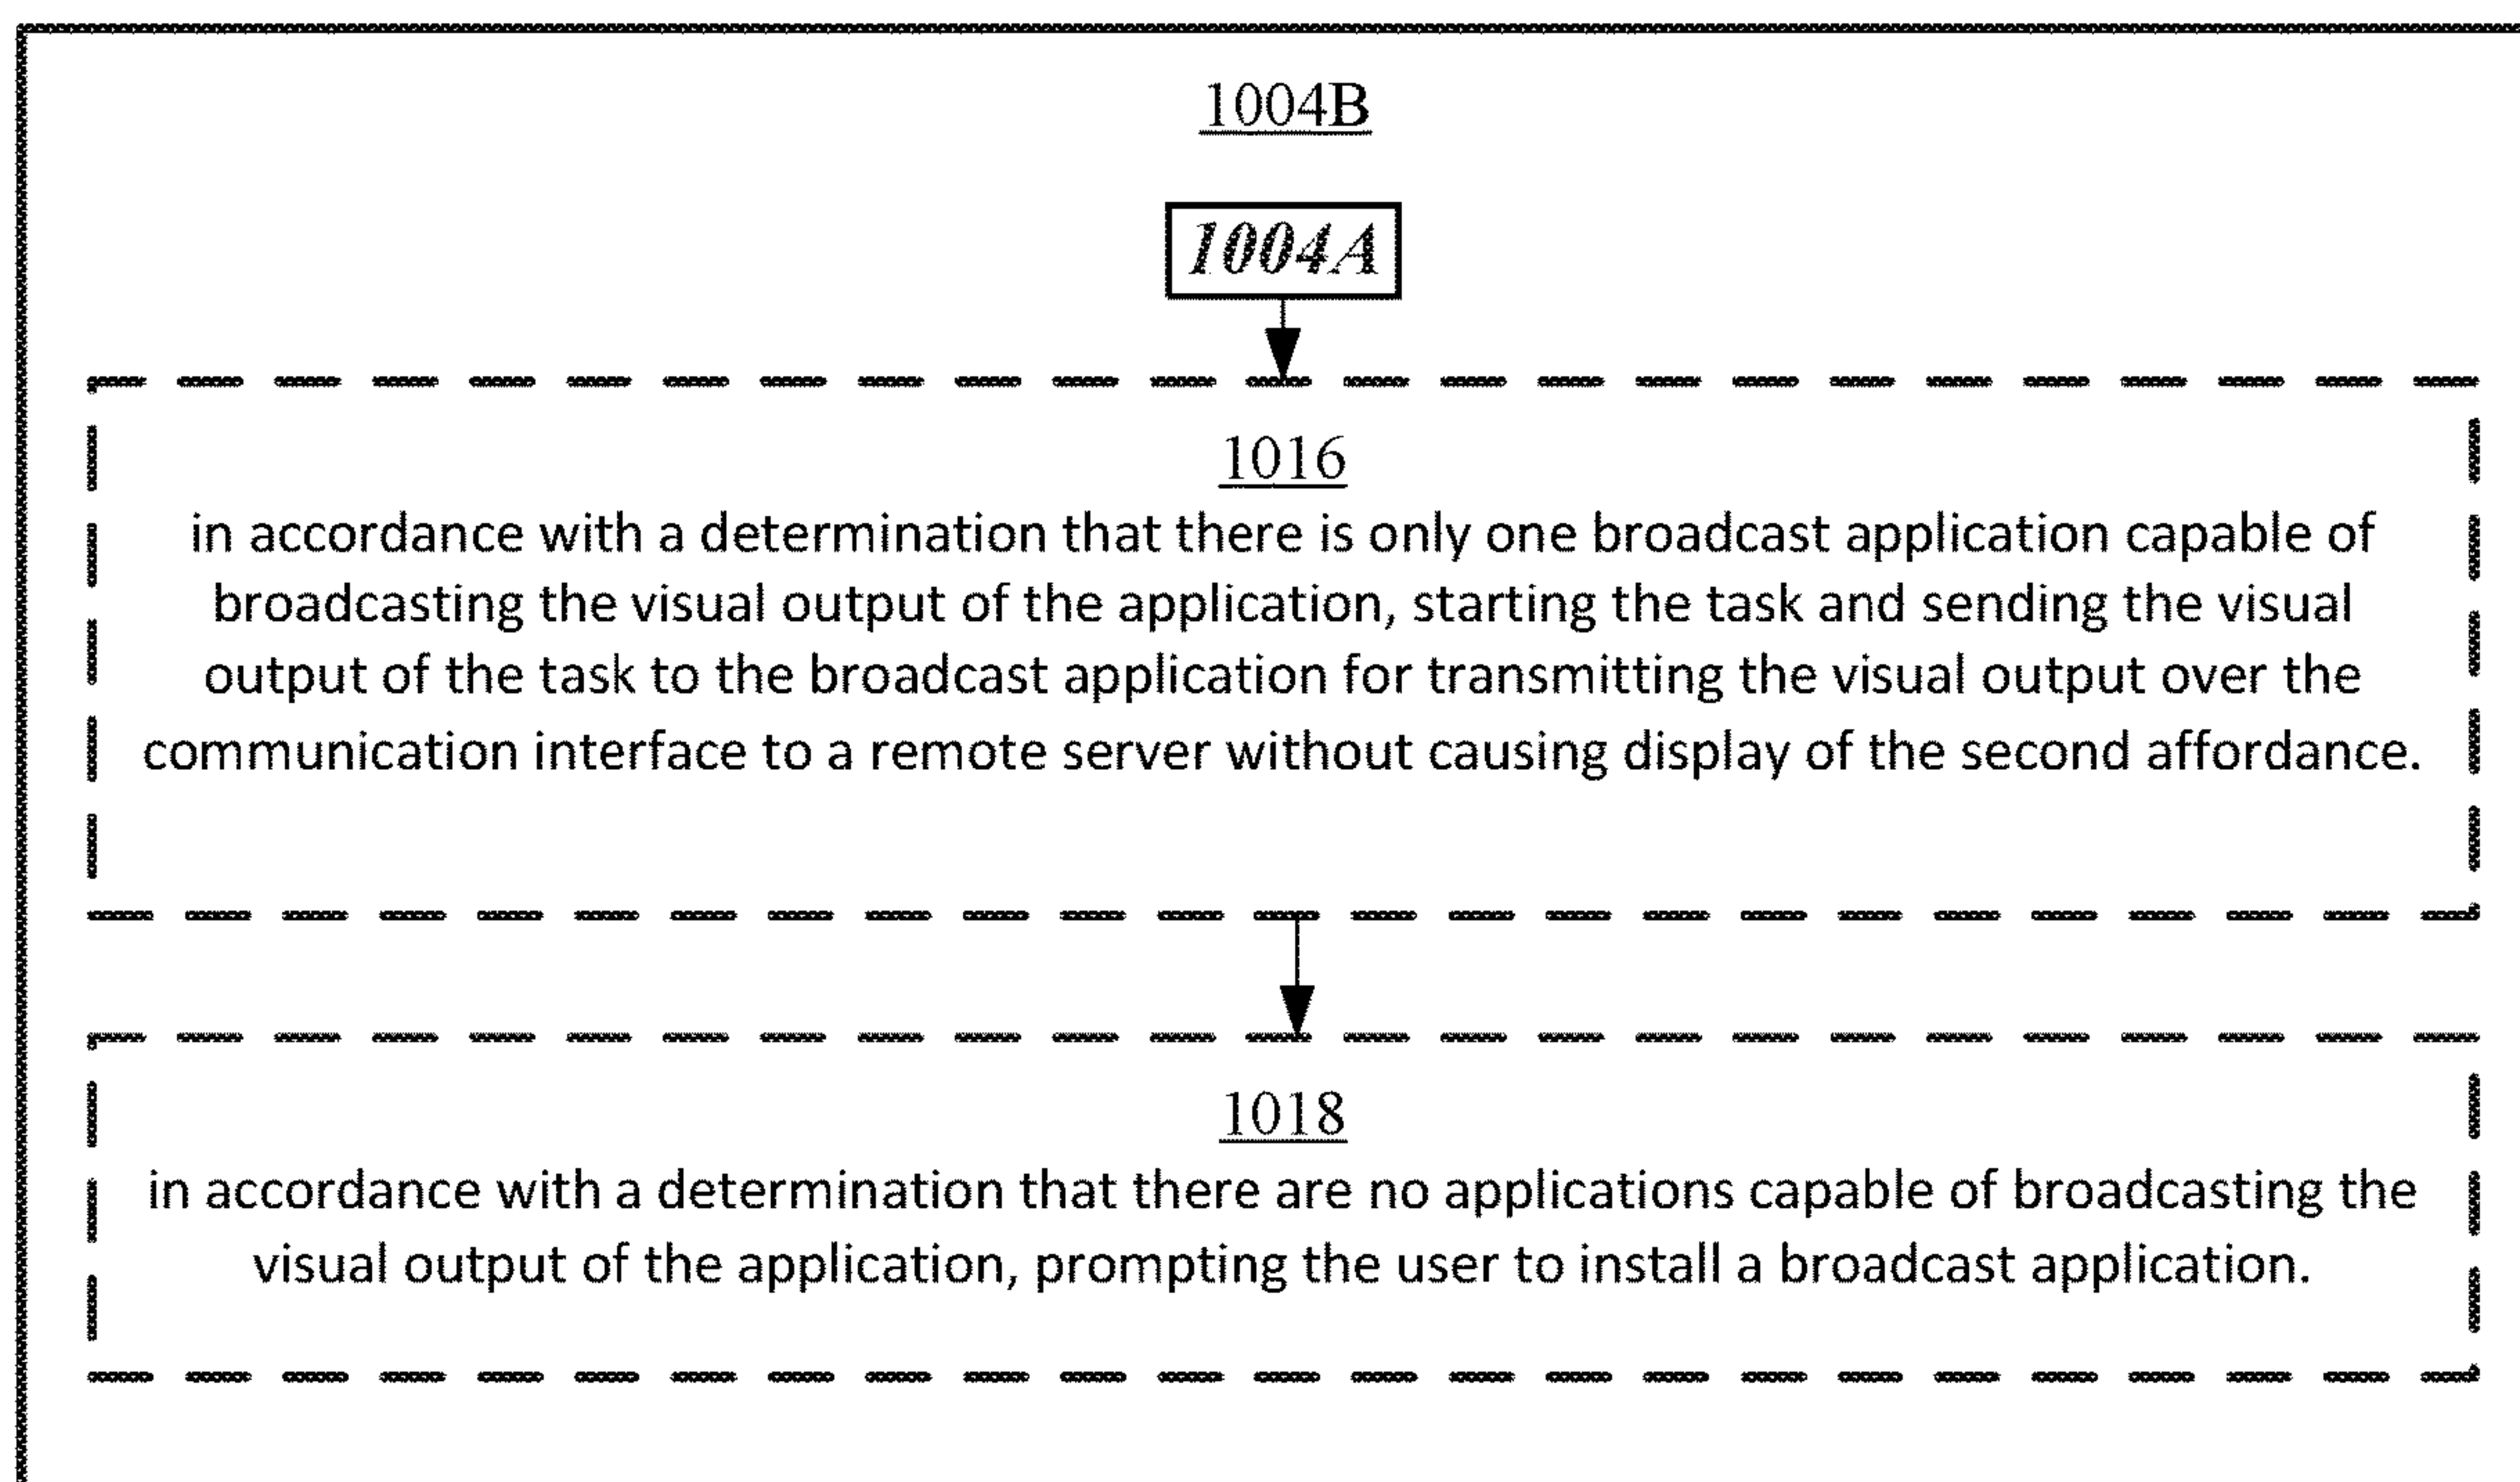 1004B
1004A
1016
in accordance with a determination that there is only one broadcast application capable of
broadcasting the visual output of the application, starting the task and sending the visual
output of the task to the broadcast application for transmitting the visual output over the
communication interface to a remote server without causing display of the second affordance.
1018
in accordance with a determination that there are no applications capable of broadcasting the
visual output of the application, prompting the user to install a broadcast application.